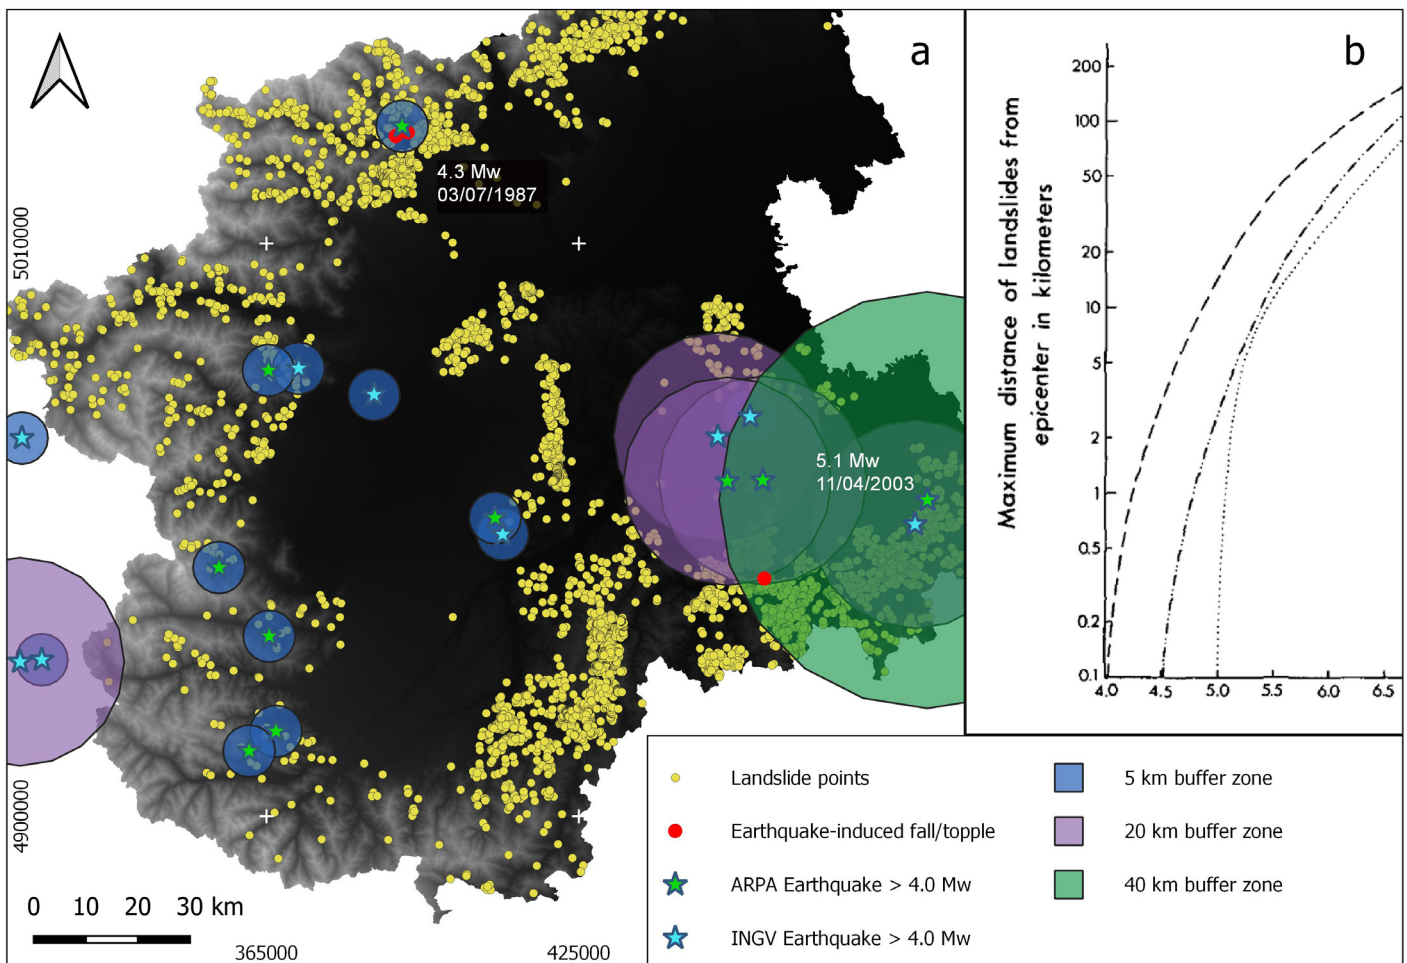 a
4.3 Mw
03/07/1987
5010000
5.1 Mw
11/04/2003
4900000
0 10 20 30 km
365000
425000
b
Maximum distance of landslides from
epicenter in kilometers
200
100
50
20
10
5
2
1
0.5
0.2
0.1
4.0 4.5 5.0 5.5 6.0 6.5
Landslide points
Earthquake-induced fall/topple
ARPA Earthquake > 4.0 Mw
INGV Earthquake > 4.0 Mw
5 km buffer zone
20 km buffer zone
40 km buffer zone